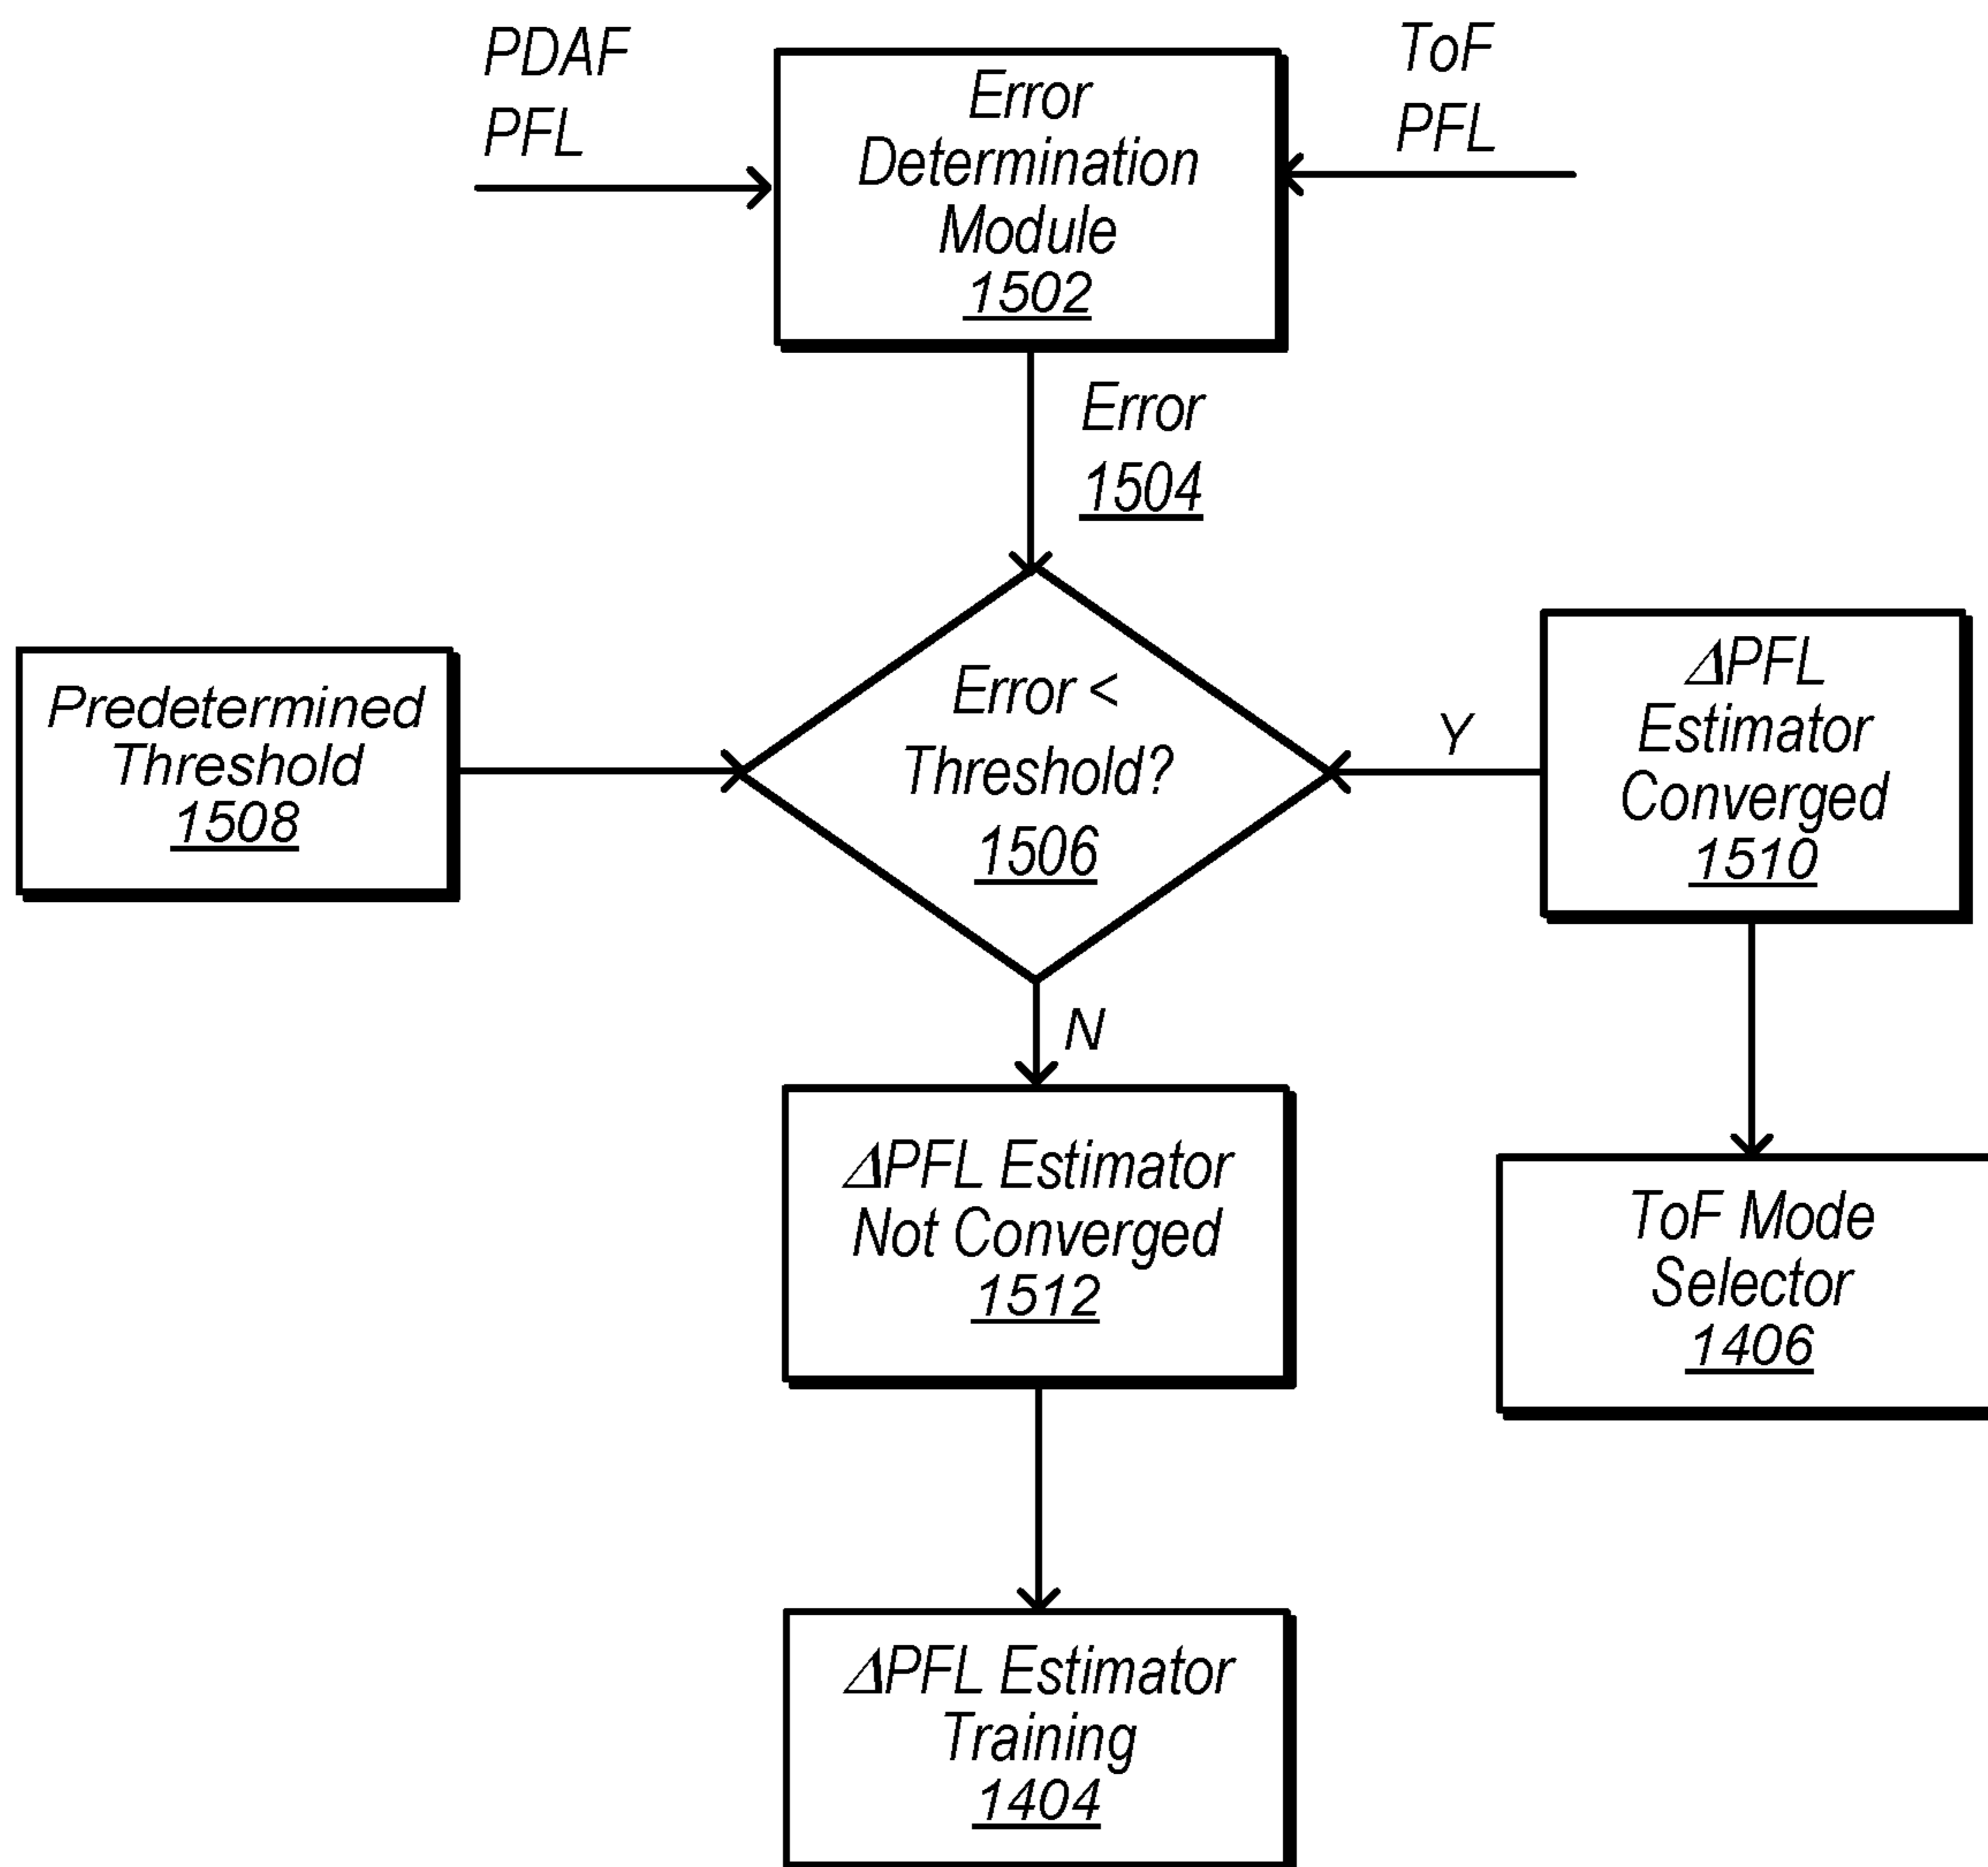 PDAF
PFL
Error
Determination
Module
1502
ToF
PFL
Error
1504
Predetermined
Threshold
1508
Error <
Threshold?
1506
Y
ΔPFL
Estimator
Converged
1510
N
ΔPFL Estimator
Not Converged
1512
ToF Mode
Selector
1406
ΔPFL Estimator
Training
1404